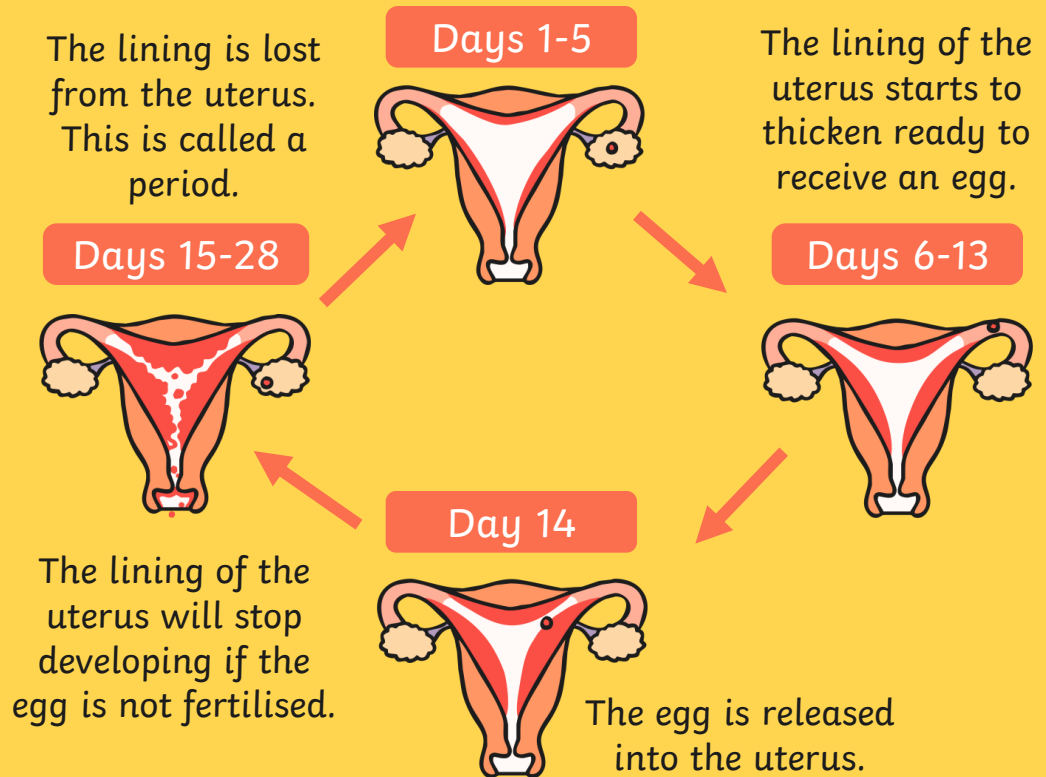 Days 1-5
The lining is lost
from the uterus.
This is called a
period.
Days 6-13
The lining of the
uterus starts to
thicken ready to
receive an egg.
Day 14
The egg is released
into the uterus.
Days 15-28
The lining of the
uterus will stop
developing if the
egg is not fertilised.